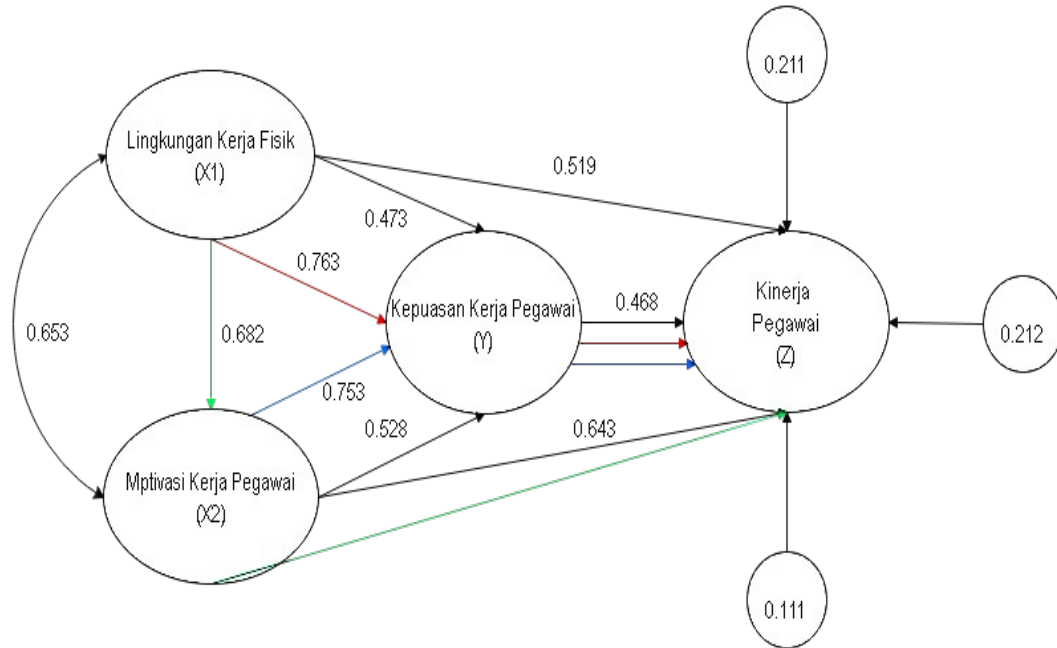 0.211
Lingkungan Kerja Fisik
(X1)
0.519
0.473
0.763
Kepuasan Kerja Pegawai
(Y)
0.468
Kinerja
Pegawai
(Z)
0.212
0.653
0.682
0.753
0.528
0.643
Mptivasi Kerja Pegawai
(X2)
0.111